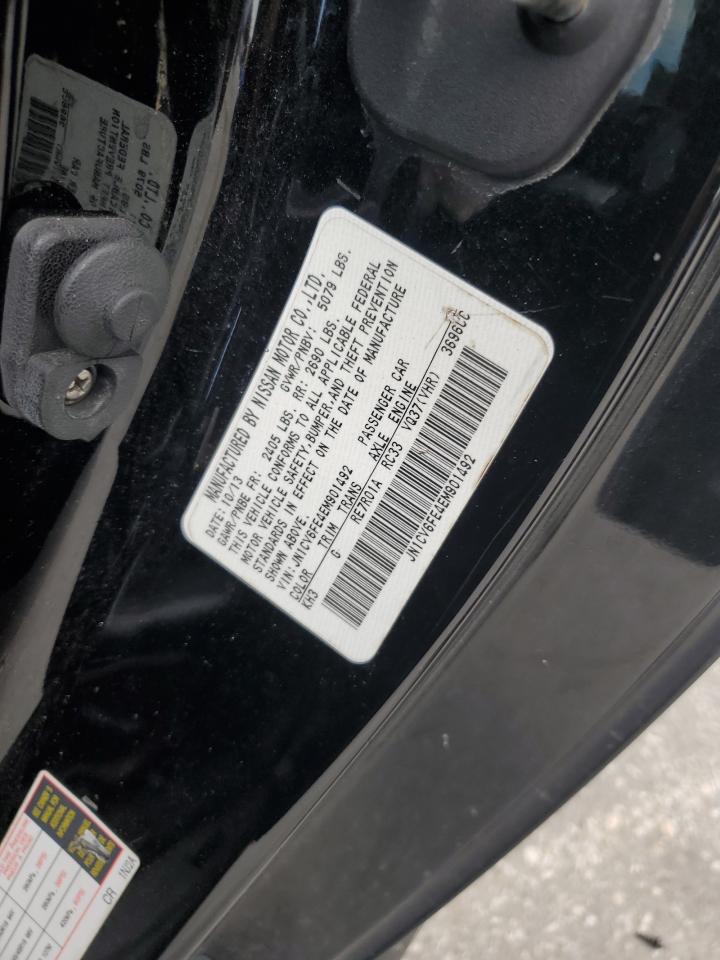 MANUFACTURED BY NISSAN MOTOR CO.,LTD.
DATE: 10/13 GVWR/PNBV: 5079 LBS.
GAWR/PNBE FR: 2405 LBS. RR: 2690 LBS.
THIS VEHICLE CONFORMS TO ALL APPLICABLE FEDERAL
MOTOR VEHICLE SAFETY,BUMPER,AND THEFT PREVENTION
STANDARDS IN EFFECT ON THE DATE OF MANUFACTURE
SHOWN ABOVE.
VIN:JN1CV6FE4EM901492 PASSENGER CAR
COLOR TRIM TRANS AXLE ENGINE
KH3 G RE7R01A RC33 VQ37(VHR) 3696CC
JN1CV6FE4EM901492
CR 1N2A